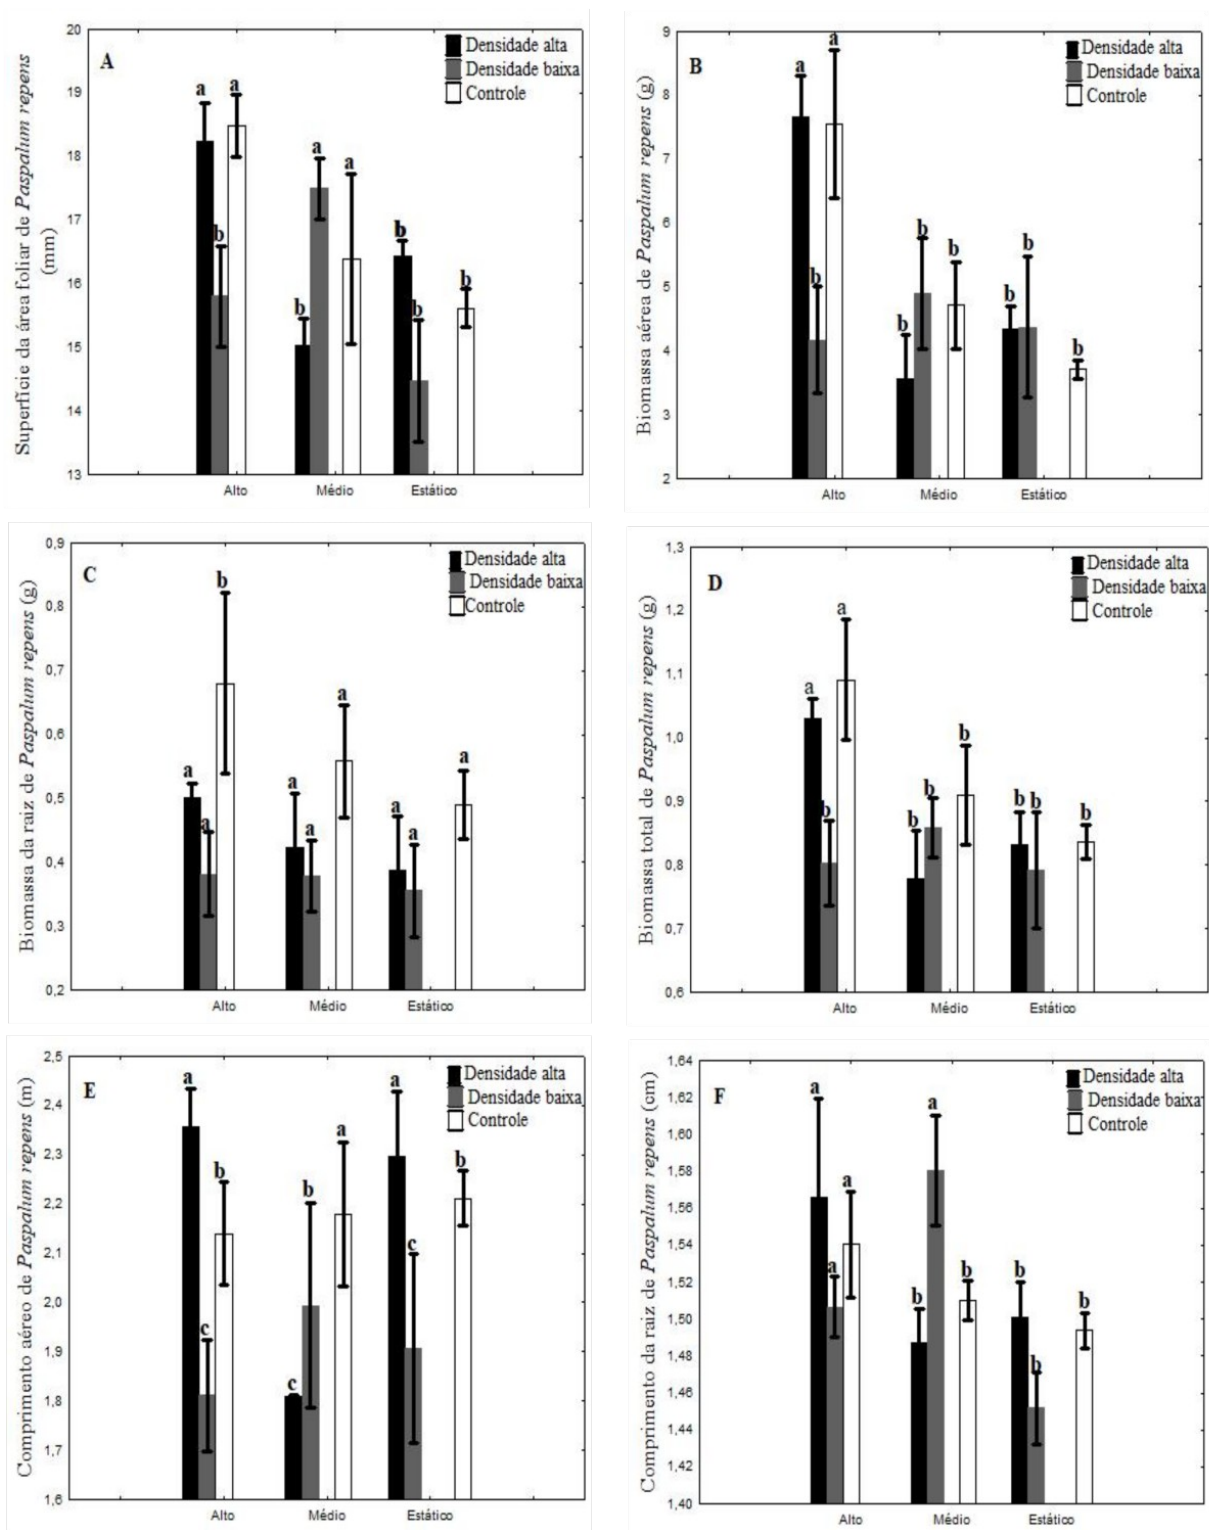 Superfície da área foliar de Paspalum repens
(mm)
A
Densidade alta
Densidade baixa
Controle
20
19
18
17
16
15
14
13
a
a
b
b
a
a
b
b
b
Alto
Médio
Estático
Biomassa aérea de Paspalum repens (g)
B
Densidade alta
Densidade baixa
Controle
9
8
7
6
5
4
3
2
a
b
a
b
b
b
b
b
b
Alto
Médio
Estático
Biomassa da raiz de Paspalum repens (g)
C
Densidade alta
Densidade baixa
Controle
0,9
0,8
0,7
0,6
0,5
0,4
0,3
0,2
a
a
b
a
a
a
a
a
a
Alto
Médio
Estático
Biomassa total de Paspalum repens (g)
D
Densidade alta
Densidade baixa
Controle
1,3
1,2
1,1
1,0
0,9
0,8
0,7
0,6
a
b
a
b
b
b
b
b
b
Alto
Médio
Estático
Comprimento aéreo de Paspalum repens (m)
E
Densidade alta
Densidade baixa
Controle
2,5
2,4
2,3
2,2
2,1
2,0
1,9
1,8
1,7
1,6
a
c
b
c
b
a
a
c
b
Alto
Médio
Estático
Comprimento da raiz de Paspalum repens (cm)
F
Densidade alta
Densidade baixa
Controle
1,64
1,62
1,60
1,58
1,56
1,54
1,52
1,50
1,48
1,46
1,44
1,42
1,40
a
a
a
b
a
b
b
b
b
Alto
Médio
Estático